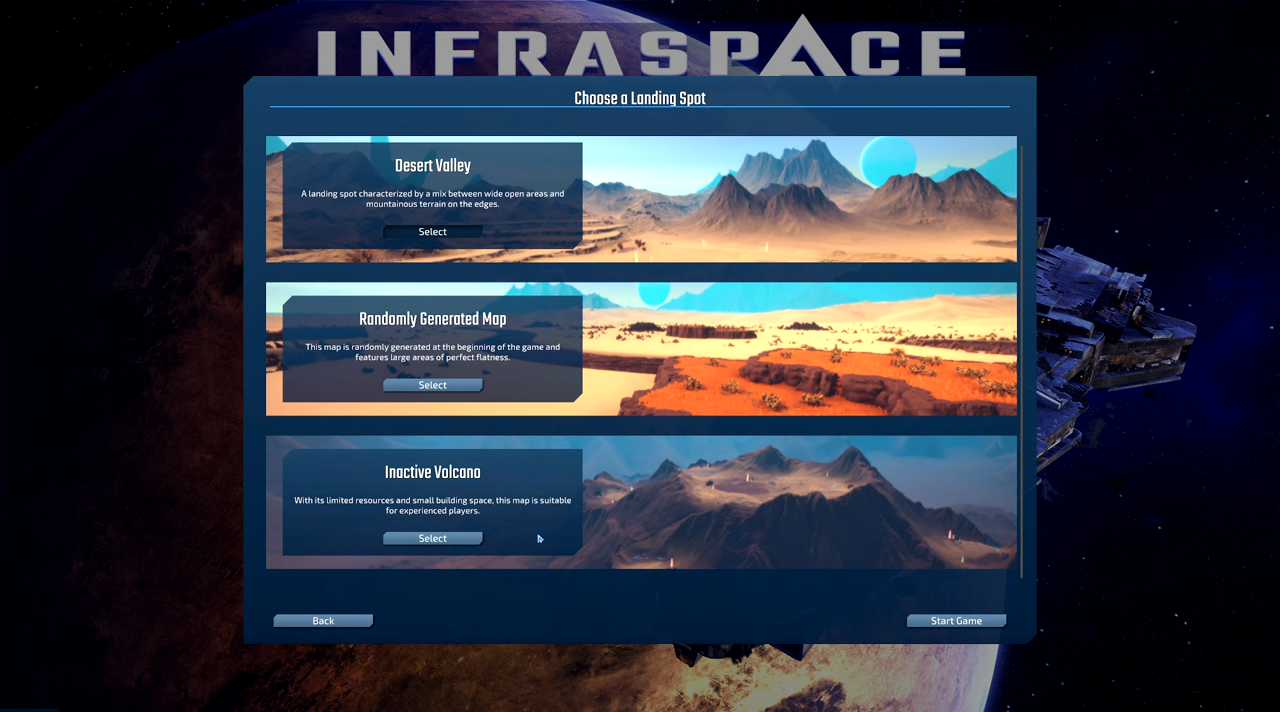 INFRASPACE
Choose a Landing Spot
Desert Valley
A landing spot characterized by a mix between wide open areas and
mountainous terrain on the edges.
Select
Randomly Generated Map
This map is randomly generated at the beginning of the game and
features large areas of perfect flatness.
Select
Inactive Volcano
With its limited resources and small building space, this map is suitable
for experienced players.
Select
Back
Start Game